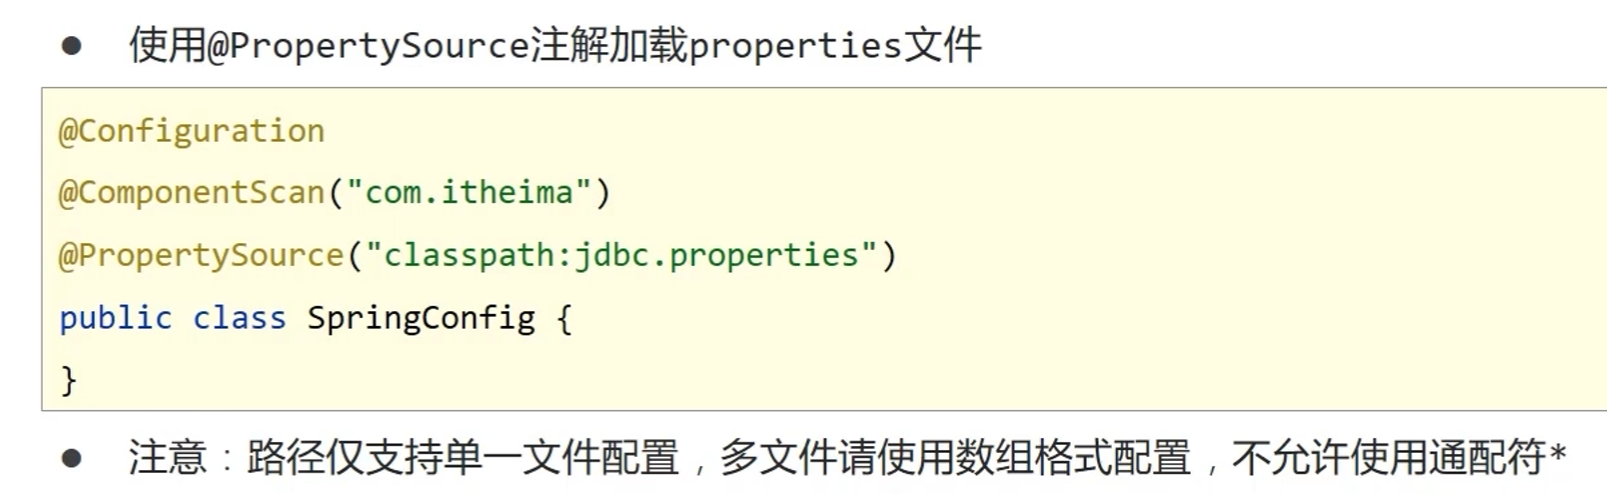 ● 使用@PropertySource注解加载properties文件
@Configuration
@ComponentScan("com.itheima")
@PropertySource("classpath:jdbc.properties")
public class SpringConfig {
}
● 注意：路径仅支持单一文件配置，多文件请使用数组格式配置，不允许使用通配符*